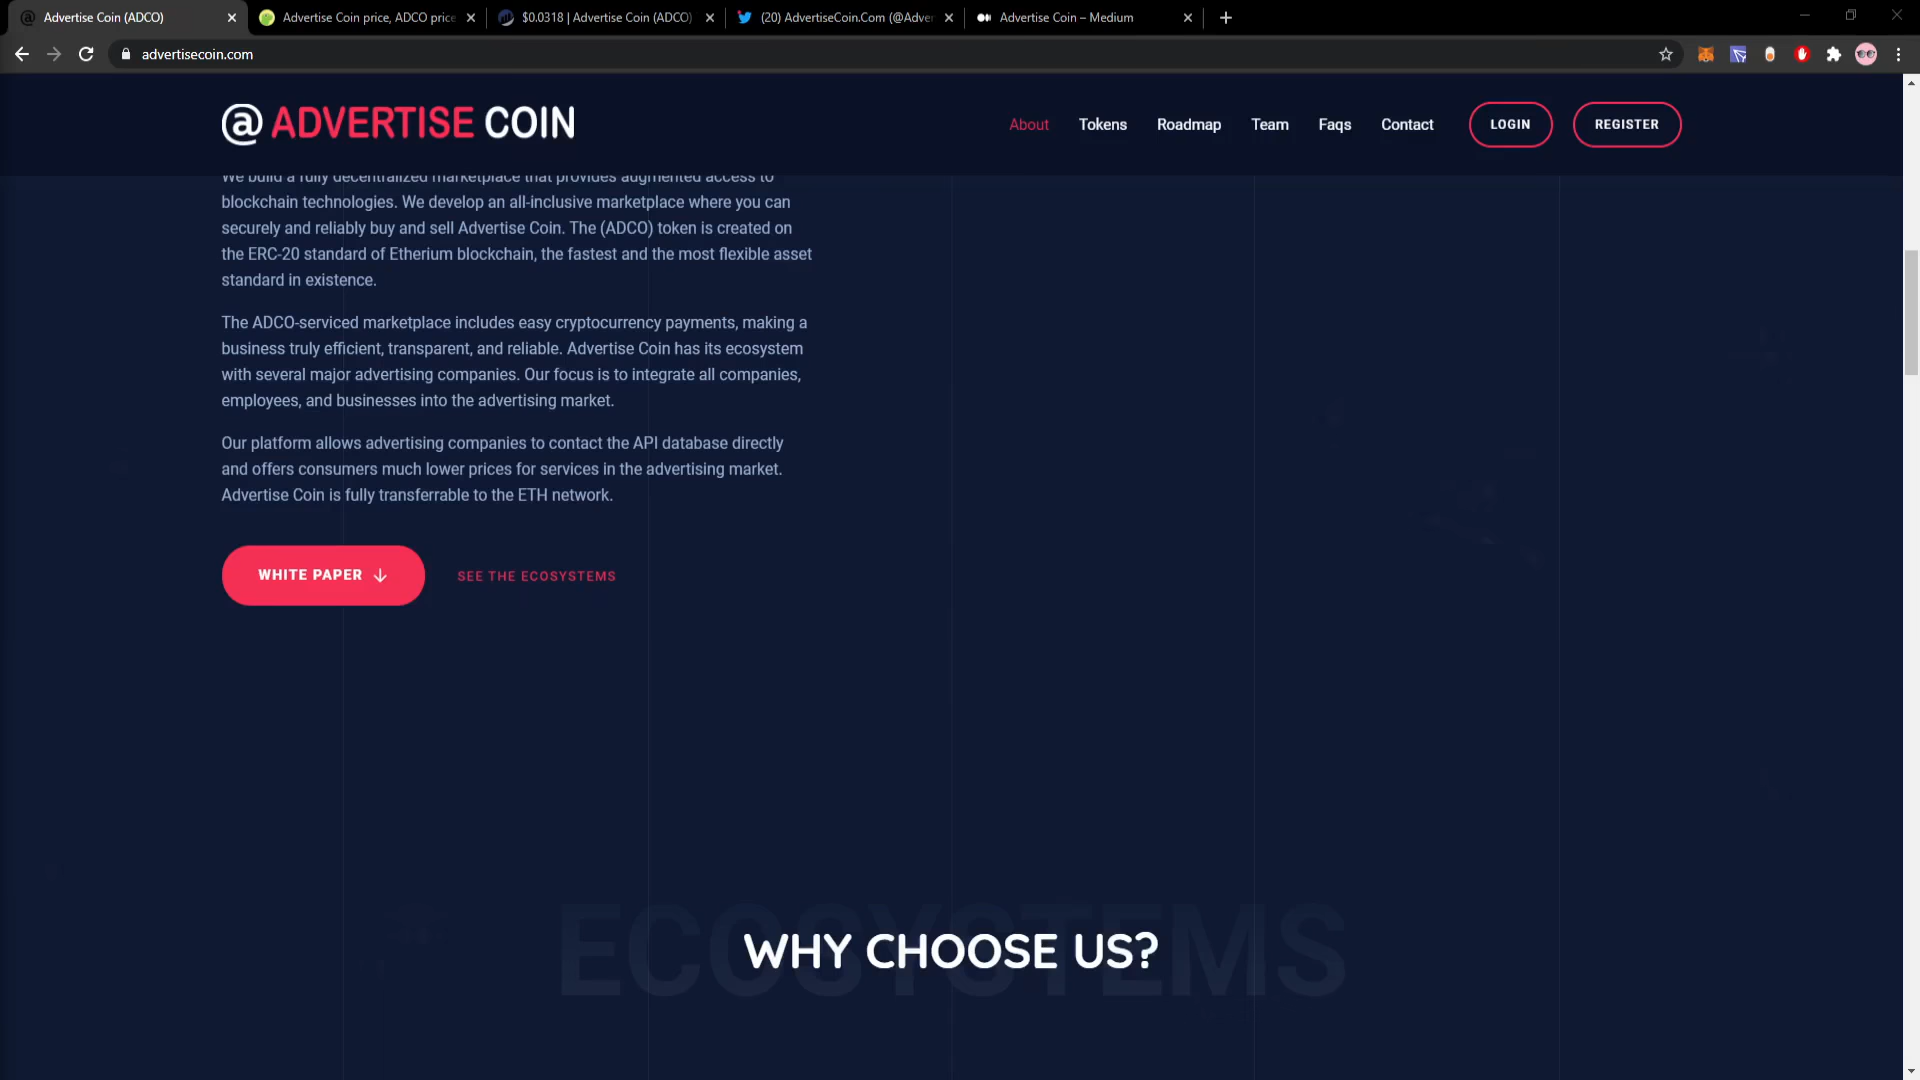 Advertise Coin (ADCO)
Advertise Coin price, ADCO price
$0.0318 | Advertise Coin (ADCO)
(20) AdvertiseCoin.Com (@Adver
Advertise Coin – Medium
advertisecoin.com
@ ADVERTISE COIN
About
Tokens
Roadmap
Team
Faqs
Contact
LOGIN
REGISTER
We build a fully decentralized marketplace that provides augmented access to
blockchain technologies. We develop an all-inclusive marketplace where you can
securely and reliably buy and sell Advertise Coin. The (ADCO) token is created on
the ERC-20 standard of Etherium blockchain, the fastest and the most flexible asset
standard in existence.
The ADCO-serviced marketplace includes easy cryptocurrency payments, making a
business truly efficient, transparent, and reliable. Advertise Coin has its ecosystem
with several major advertising companies. Our focus is to integrate all companies,
employees, and businesses into the advertising market.
Our platform allows advertising companies to contact the API database directly
and offers consumers much lower prices for services in the advertising market.
Advertise Coin is fully transferrable to the ETH network.
WHITE PAPER
SEE THE ECOSYSTEMS
ECOSYSTEMS
WHY CHOOSE US?